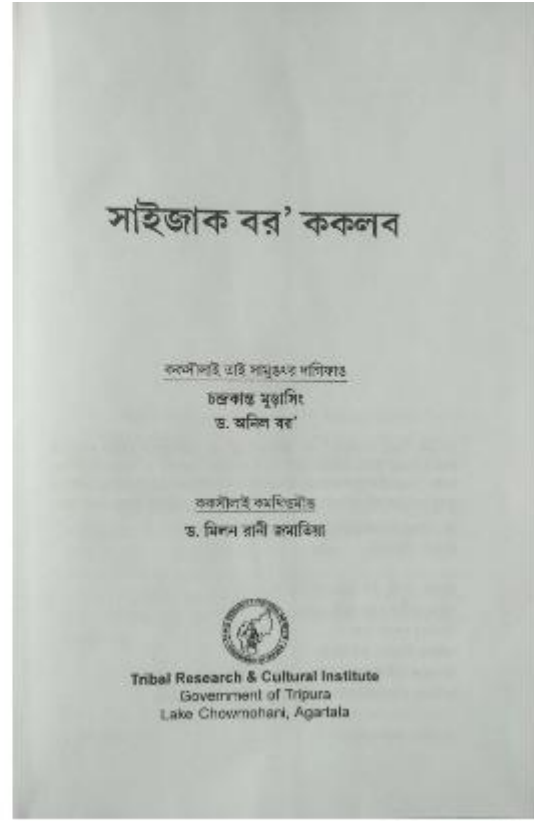 সাইজাক বর’ ককলব
চন্দ্রকান্ত মুড়াসিং
ড. অনিল বর’
ককসীলাই
ড. মিলন রানী জমাতিয়া
Tribal Research & Cultural Institute
Government of Tripura
Lake Chowmohani, Agartala